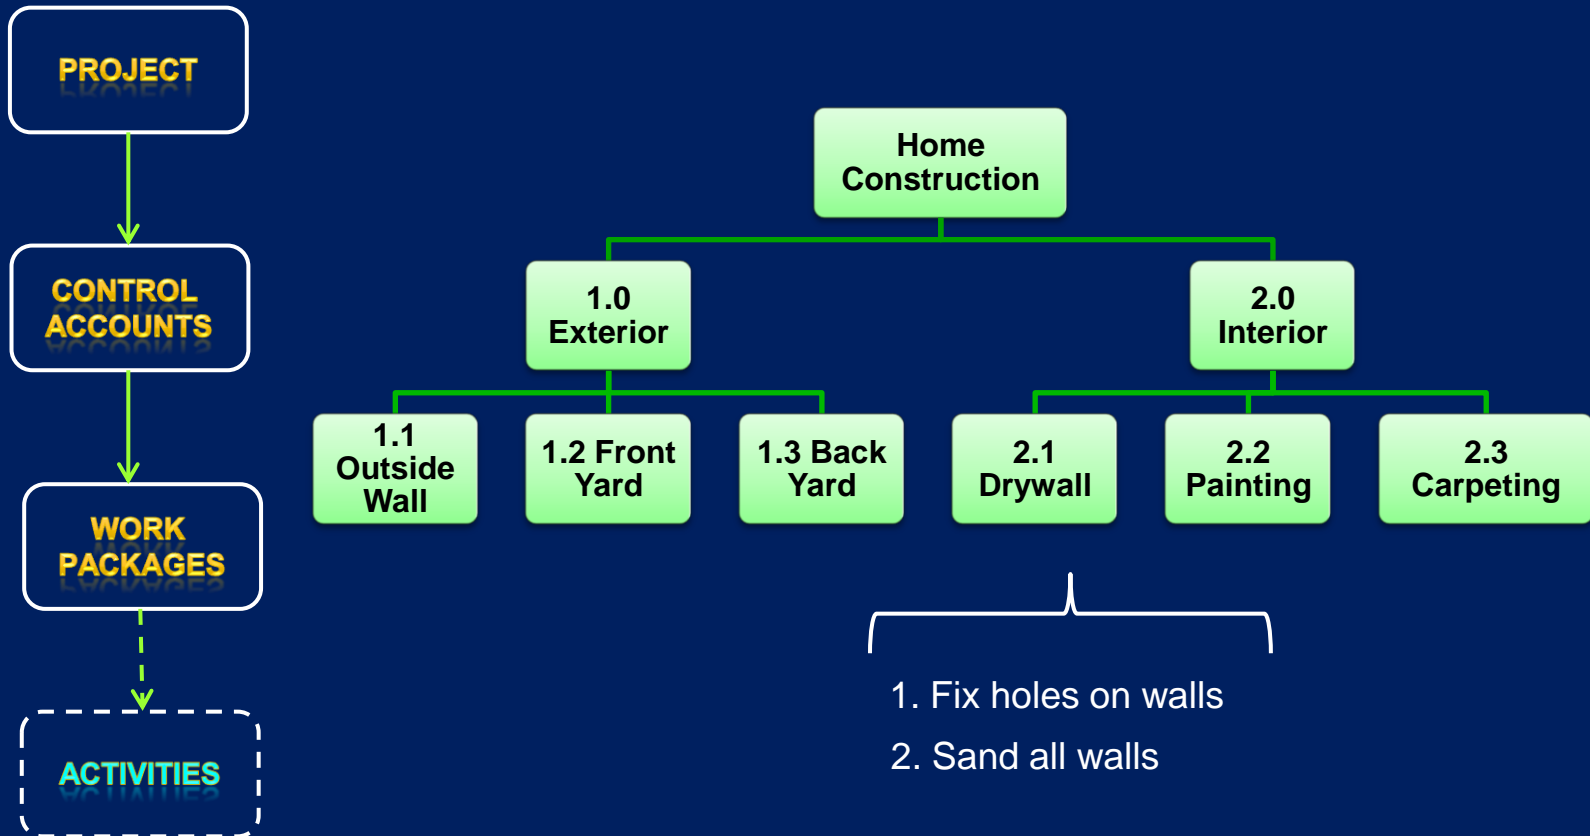 PROJECT
CONTROL
ACCOUNTS
WORK
PACKAGES
ACTIVITIES
Home
Construction
1.0
Exterior
2.0
Interior
1.1
Outside
Wall
1.2 Front
Yard
1.3 Back
Yard
2.1
Drywall
2.2
Painting
2.3
Carpeting
1. Fix holes on walls
2. Sand all walls